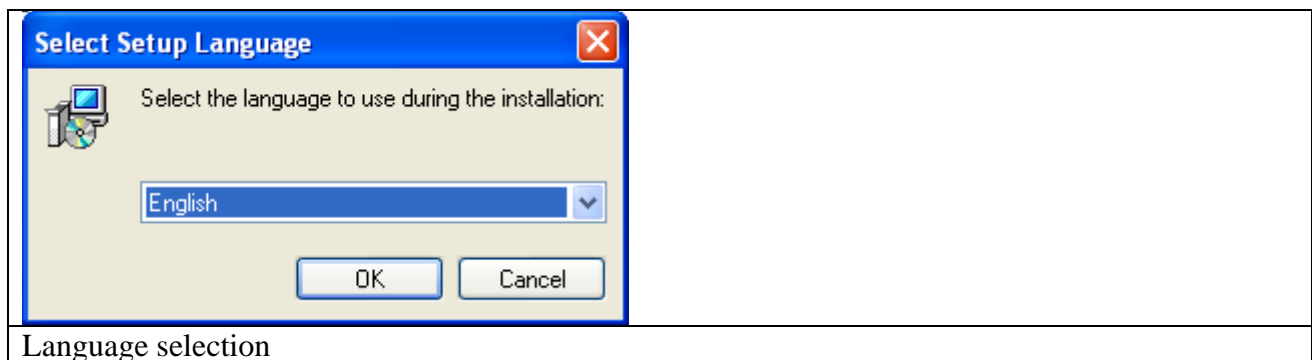 Select Setup Language
Select the language to use during the installation:
English
OK
Cancel
Language selection